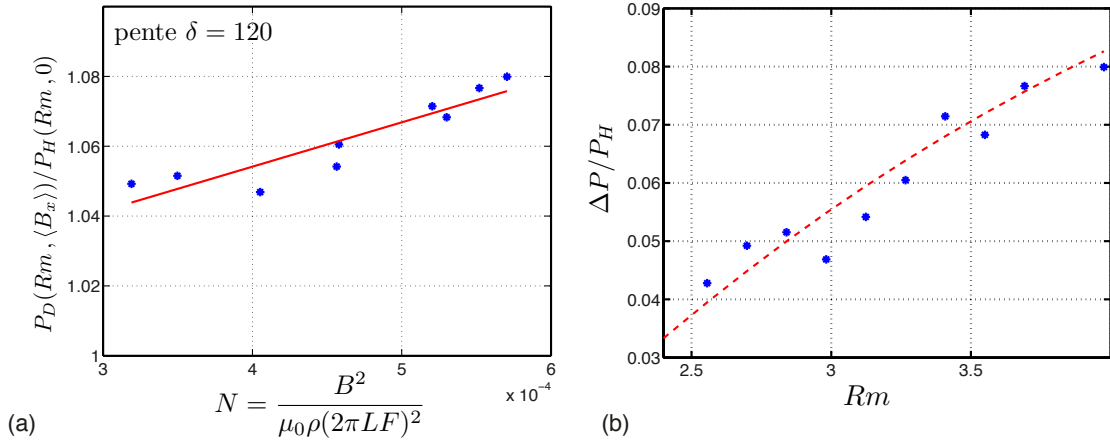 pente δ = 120
P_D(Rm, ⟨B_x⟩)/P_H(Rm, 0)
1.08
1.06
1.04
1.02
1
3
4
5
6
x 10⁻⁴
N = B² / μ₀ρ(2πLF)²
(a)
ΔP/P_H
0.09
0.08
0.07
0.06
0.05
0.04
0.03
2.5
3
3.5
Rm
(b)